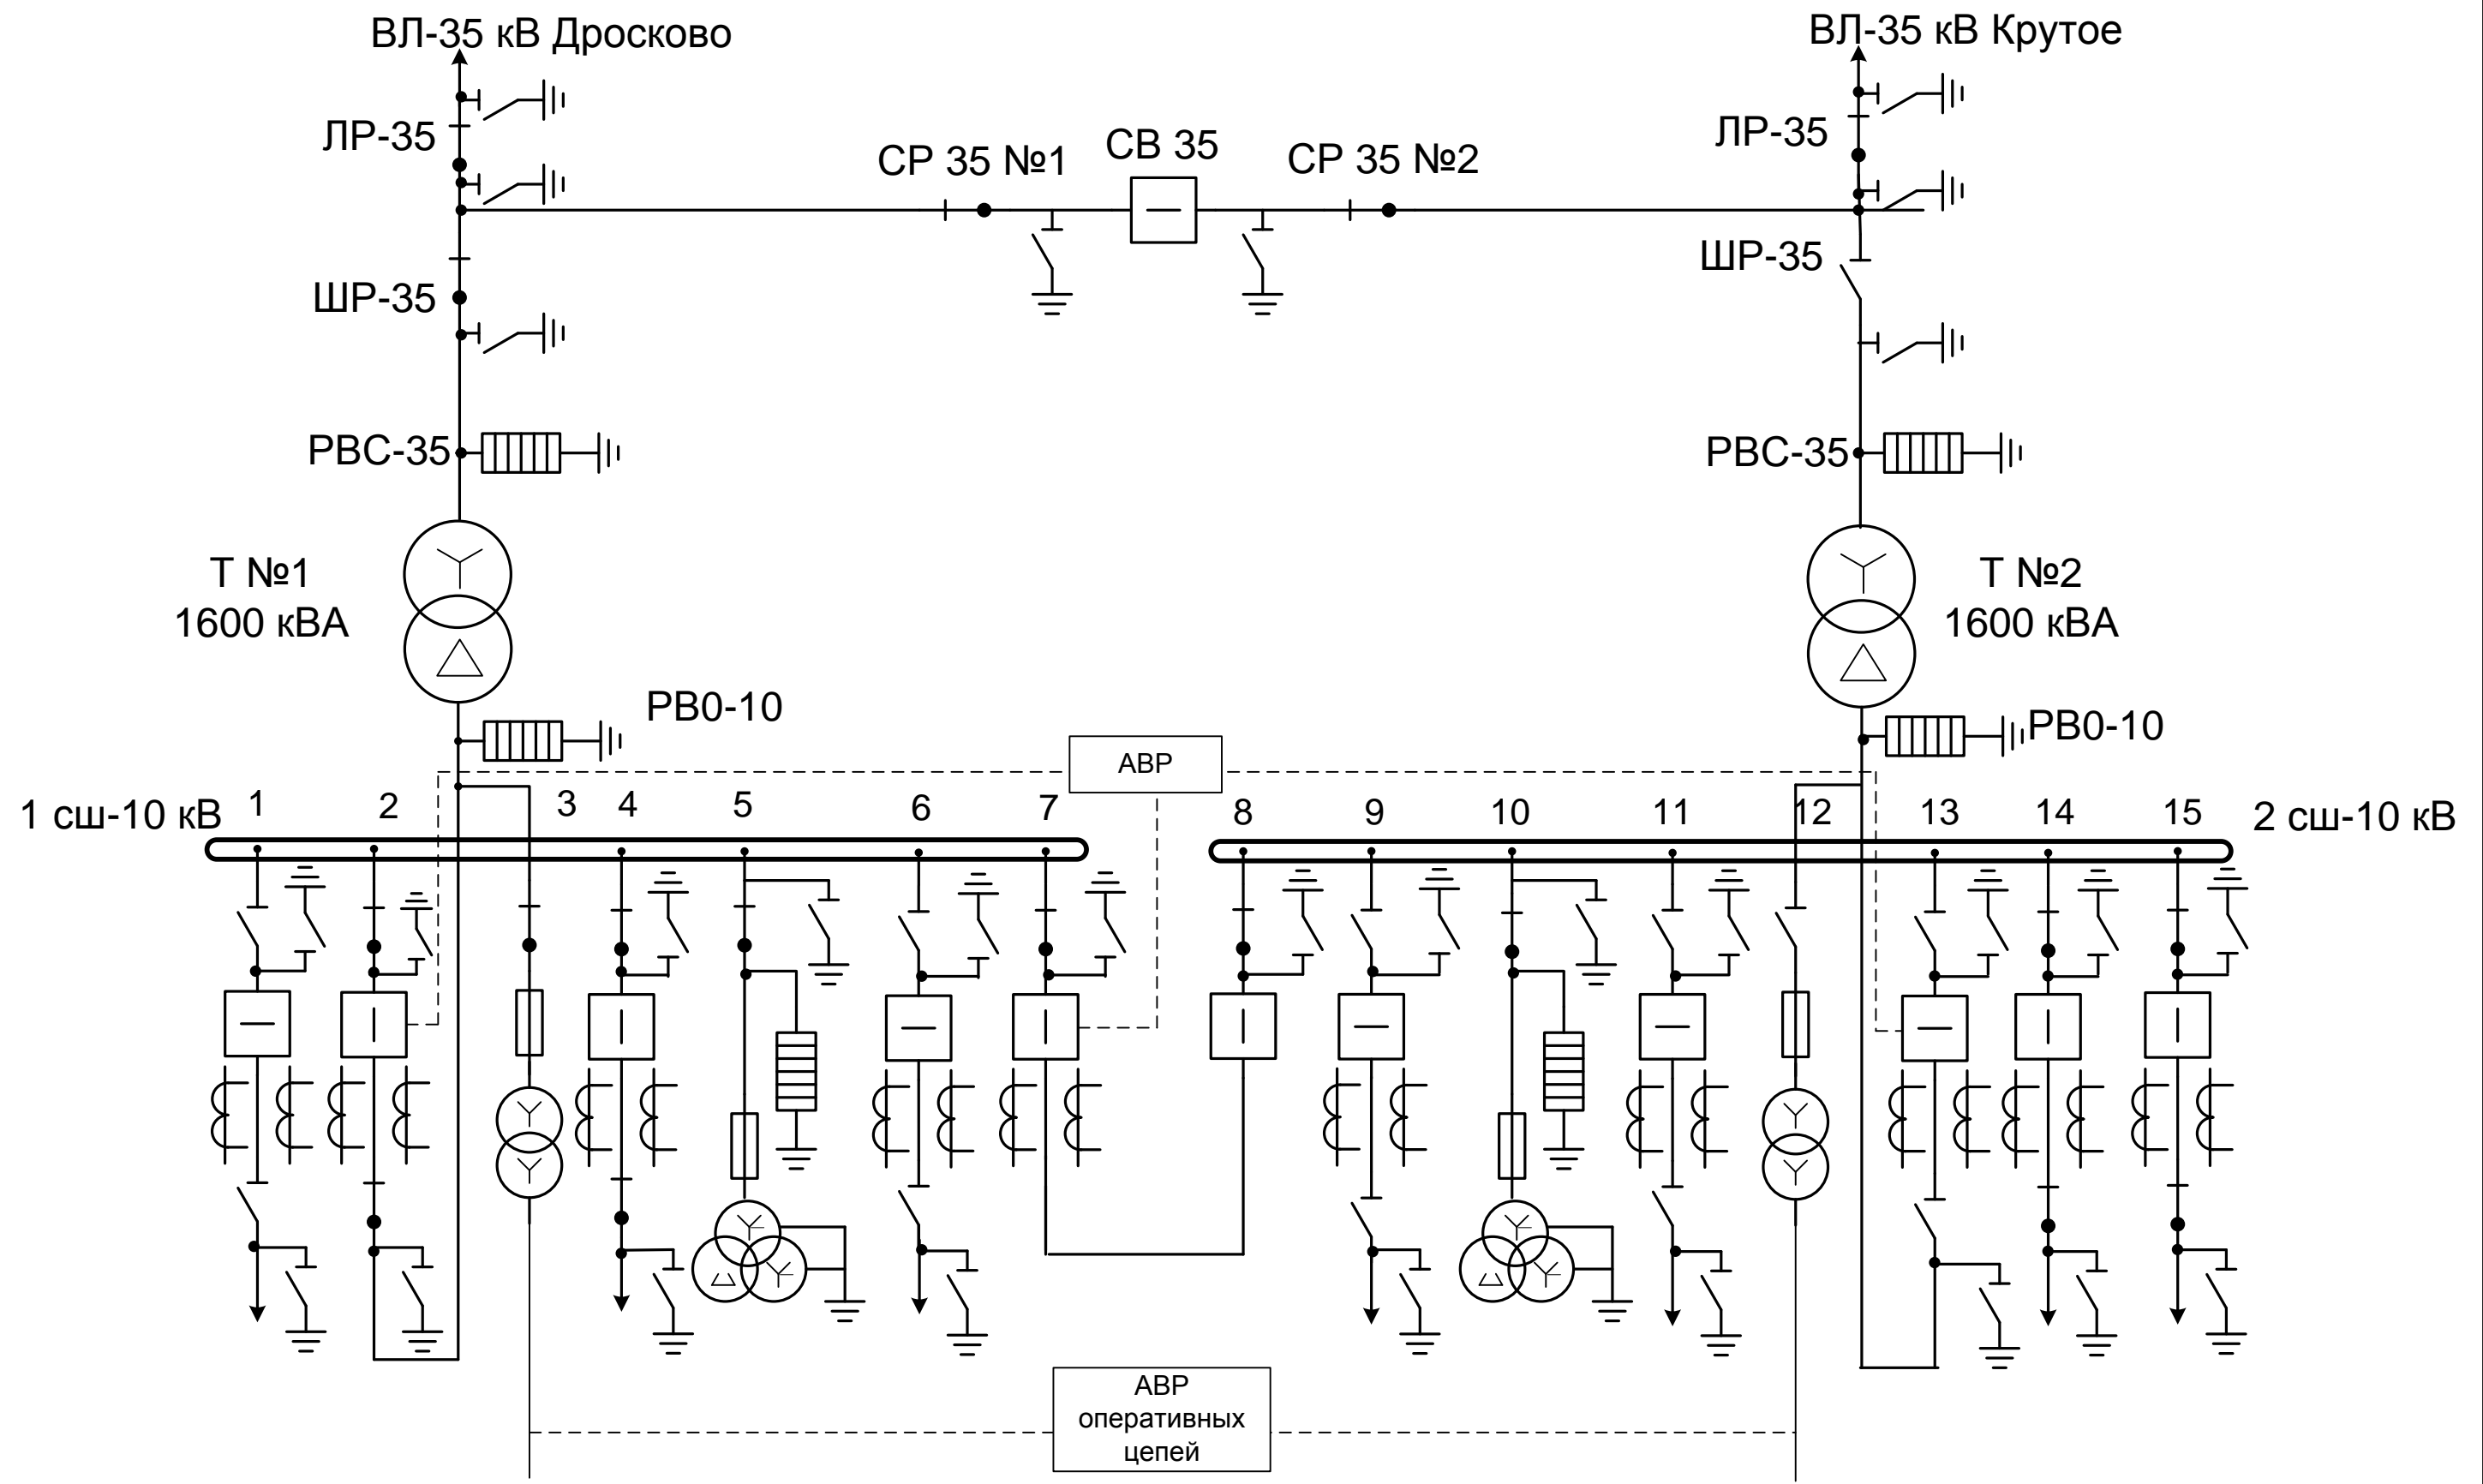 ВЛ-35 кВ Дросково
ВЛ-35 кВ Крутое
ЛР-35
СР 35 №1
СВ 35
СР 35 №2
ЛР-35
ШР-35
ШР-35
РВС-35
РВС-35
Т №1
1600 кВА
Т №2
1600 кВА
РВ0-10
РВ0-10
АВР
1 сш-10 кВ
1
2
3
4
5
6
7
8
9
10
11
12
13
14
15
2 сш-10 кВ
АВР
оперативных
цепей